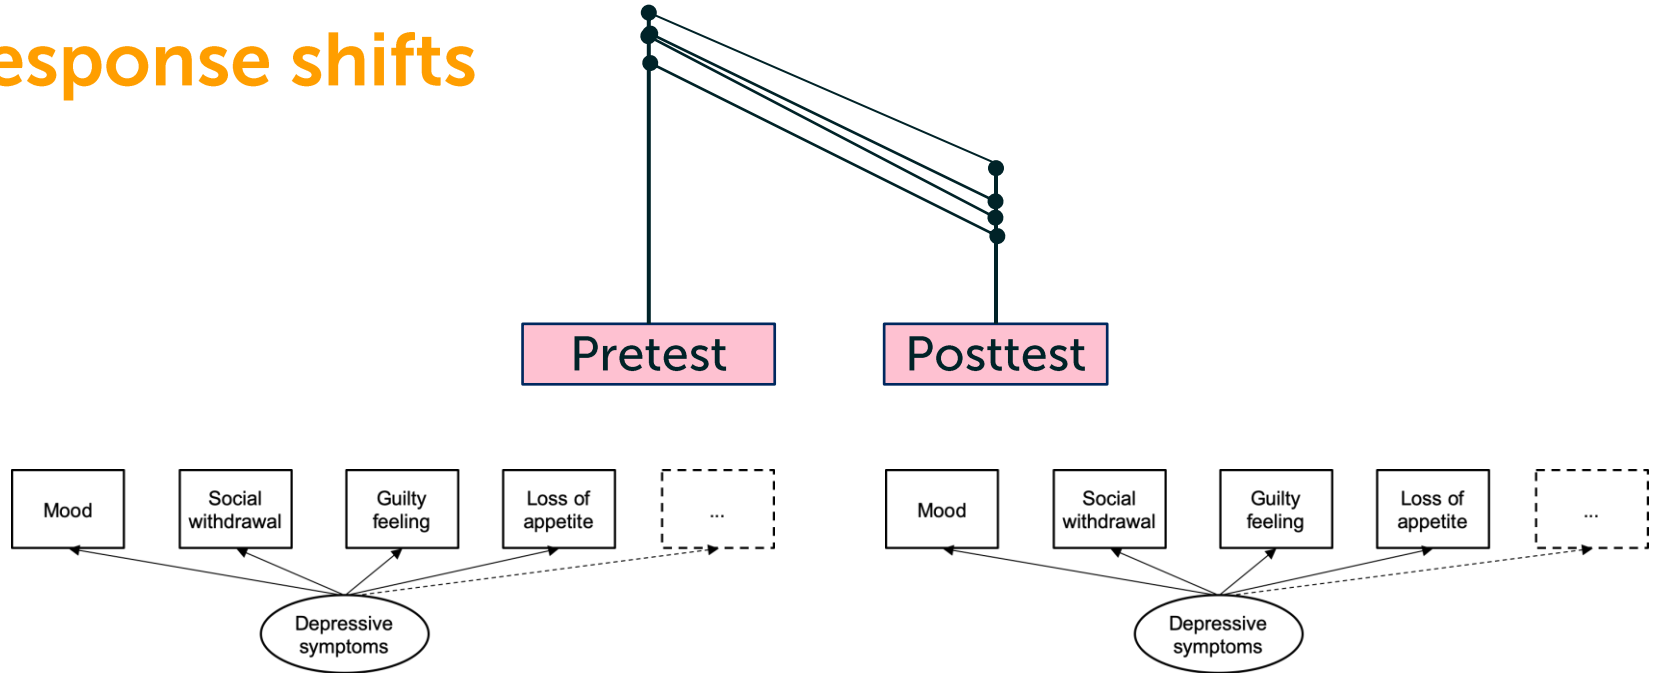 esponse shifts
Pretest
Posttest
Mood
Social
withdrawal
Guilty
feeling
Loss of
appetite
...
Depressive
symptoms
Mood
Social
withdrawal
Guilty
feeling
Loss of
appetite
...
Depressive
symptoms